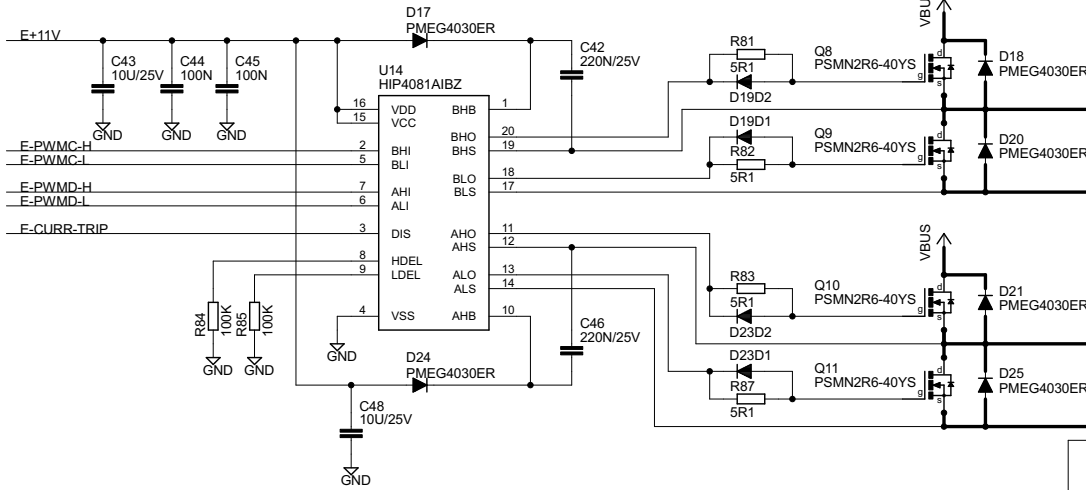 D17
PMEG4030ER
E+11V
C43
10U/25V
C44
100N
C45
100N
GND
GND
GND
U14
HIP4081AIBZ
C42
220N/25V
16
VDD
15
VCC
BHB
1
BHO
20
BHS
19
E-PWMC-H
2
BHI
E-PWMC-L
5
BLI
BLO
18
BLS
17
E-PWMD-H
7
AHI
E-PWMD-L
6
ALI
E-CURR-TRIP
3
DIS
AHO
11
AHS
12
8
HDEL
9
LDEL
ALO
13
ALS
14
4
VSS
AHB
10
R84
100K
R85
100K
GND
GND
GND
D24
PMEG4030ER
C46
220N/25V
C48
10U/25V
GND
R81
5R1
D19D2
D19D1
R82
5R1
VBUS
Q8
PSMN2R6-40YS
d
g
s
D18
PMEG4030ER
Q9
PSMN2R6-40YS
d
g
s
D20
PMEG4030ER
VBUS
R83
5R1
D23D2
Q10
PSMN2R6-40YS
d
g
s
D21
PMEG4030ER
D23D1
R87
5R1
Q11
PSMN2R6-40YS
d
g
s
D25
PMEG4030ER